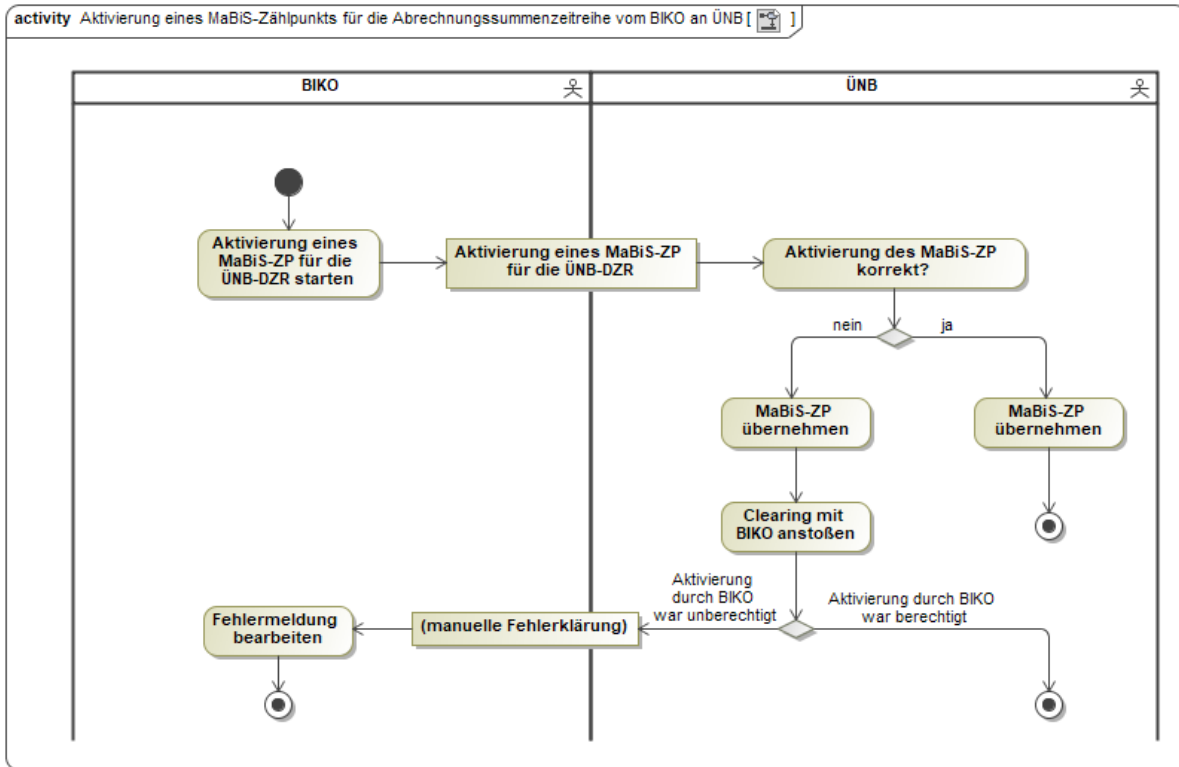 activity Aktivierung eines MaBiS-Zählpunkts für die Abrechnungssummenzeitreihe vom BIKO an ÜNB [ ]
BIKO
ÜNB
Aktivierung eines
MaBiS-ZP für die
ÜNB-DZR starten
Aktivierung eines MaBiS-ZP
für die ÜNB-DZR
Aktivierung des MaBiS-ZP
korrekt?
nein
ja
MaBiS-ZP
übernehmen
MaBiS-ZP
übernehmen
Clearing mit
BIKO anstoßen
Aktivierung
durch BIKO
war unberechtigt
Aktivierung durch BIKO
war berechtigt
(manuelle Fehlerklärung)
Fehlermeldung
bearbeiten